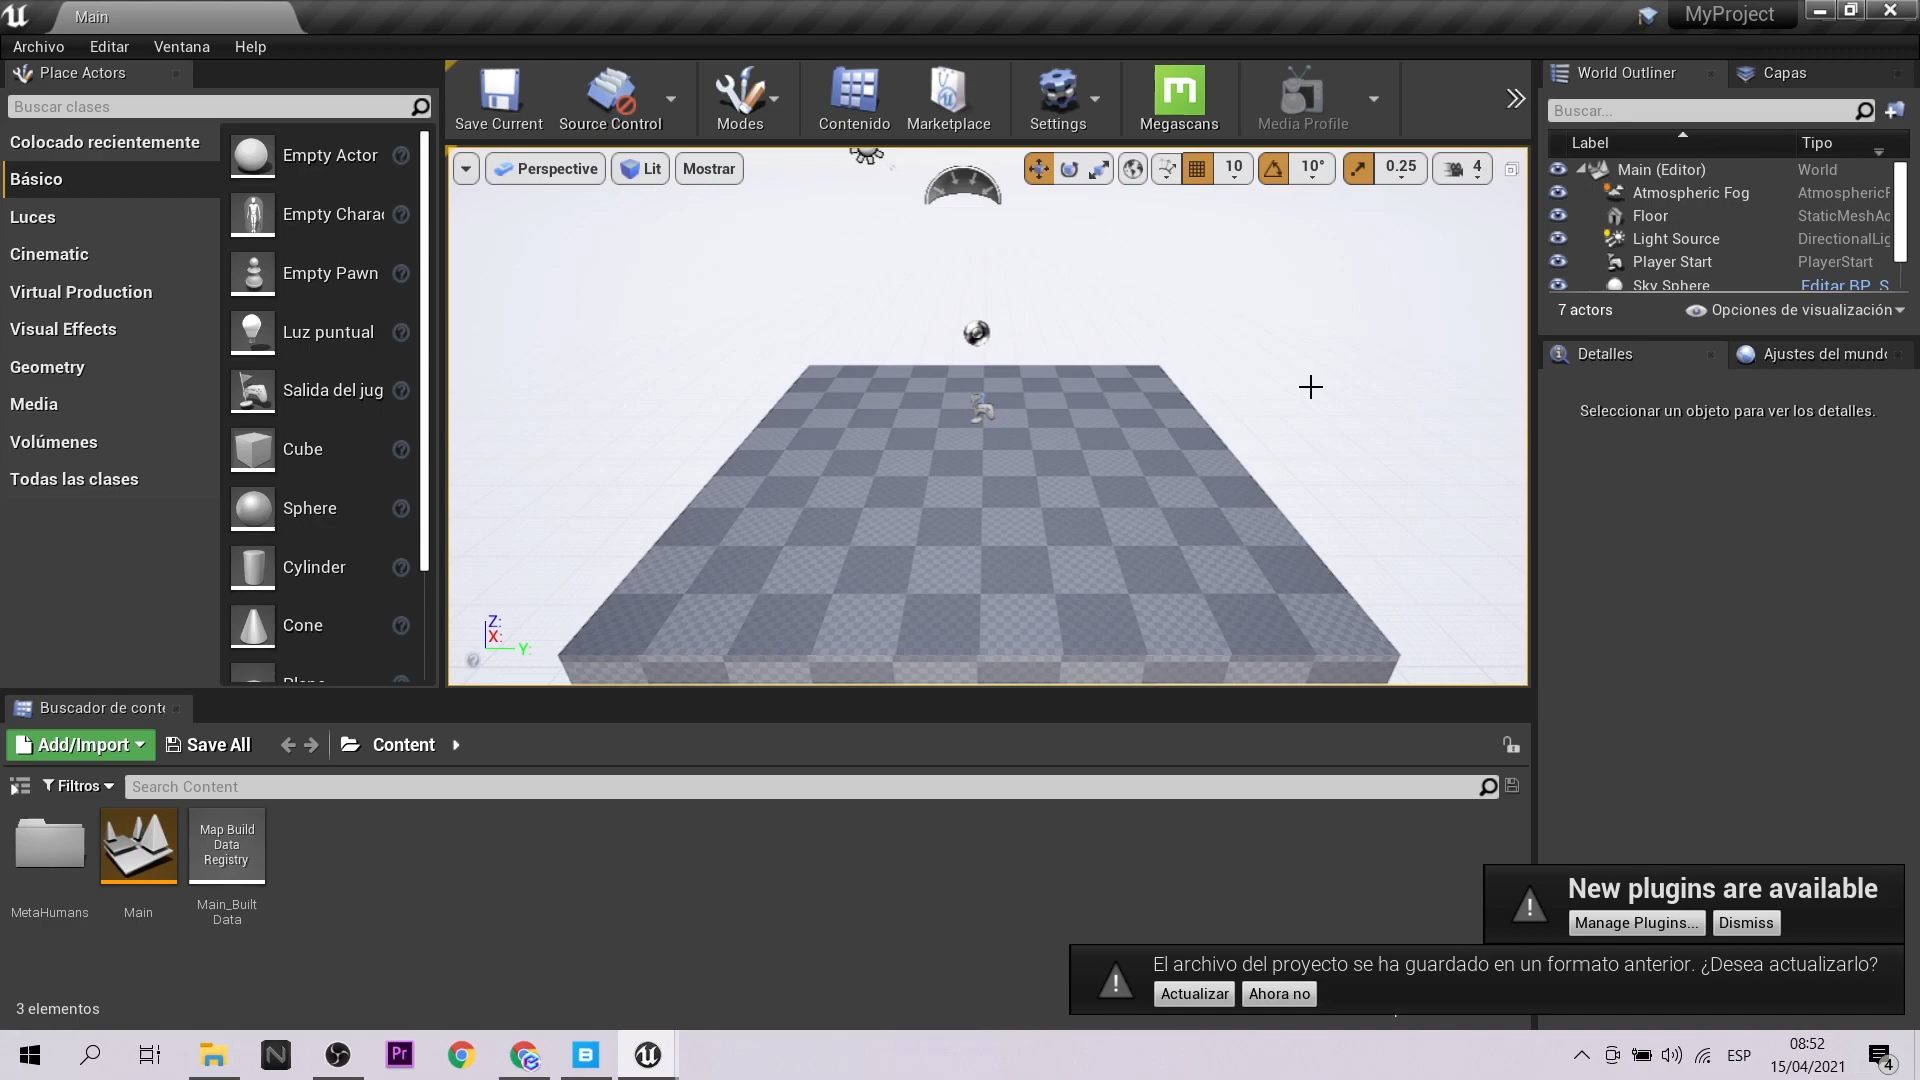 Main
MyProject
Archivo Editar Ventana Help
Place Actors
Buscar clases
Colocado recientemente
Básico
Luces
Cinematic
Virtual Production
Visual Effects
Geometry
Media
Volúmenes
Todas las clases
Empty Actor
Empty Charac
Empty Pawn
Luz puntual
Salida del jug
Cube
Sphere
Cylinder
Cone
Save Current
Source Control
Modes
Contenido
Marketplace
Settings
Megascans
Media Profile
Perspective
Lit
Mostrar
10
10°
0.25
4
Z:
X:
Y:
World Outliner
Capas
Buscar...
Label Tipo
Main (Editor) World
Atmospheric Fog AtmosphericF
Floor StaticMeshAc
Light Source DirectionalLig
Player Start PlayerStart
Sky Sphere Editar BP_S
7 actors
Opciones de visualización
Detalles
Ajustes del mund
Seleccionar un objeto para ver los detalles.
Buscador de conte
Add/Import
Save All
Content
Filtros
Search Content
MetaHumans
Main
Map Build
Data
Registry
Main_Built
Data
3 elementos
New plugins are available
Manage Plugins...
Dismiss
El archivo del proyecto se ha guardado en un formato anterior. ¿Desea actualizarlo?
Actualizar
Ahora no
N
Pr
B
ESP
08:52
15/04/2021
4